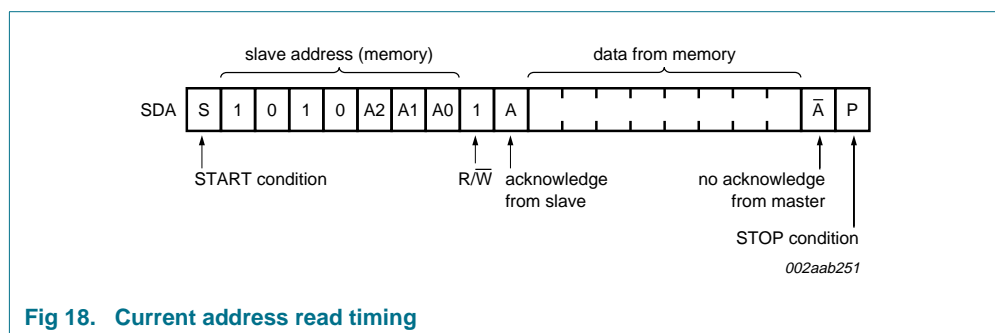 slave address (memory) data from memory
SDA S 1 0 1 0 A2 A1 A0 1 A A̅ P
START condition R/W̅ acknowledge from slave no acknowledge from master
STOP condition
002aab251
Fig 18. Current address read timing